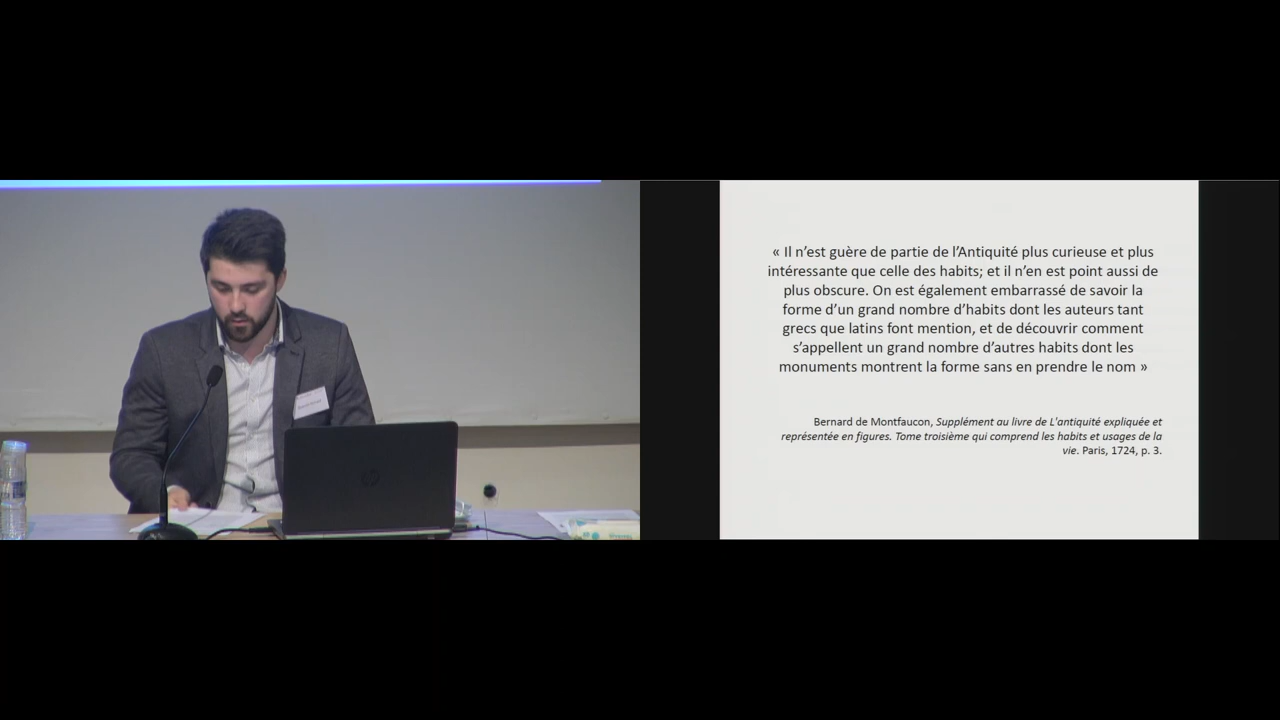 « Il n’est guère de partie de l’Antiquité plus curieuse et plus
intéressante que celle des habits; et il n’en est point aussi de
plus obscure. On est également embarrassé de savoir la
forme d’un grand nombre d’habits dont les auteurs tant
grecs que latins font mention, et de découvrir comment
s’appellent un grand nombre d’autres habits dont les
monuments montrent la forme sans en prendre le nom »
Bernard de Montfaucon, Supplément au livre de L'antiquité expliquée et
représentée en figures. Tome troisième qui comprend les habits et usages de la
vie. Paris, 1724, p. 3.